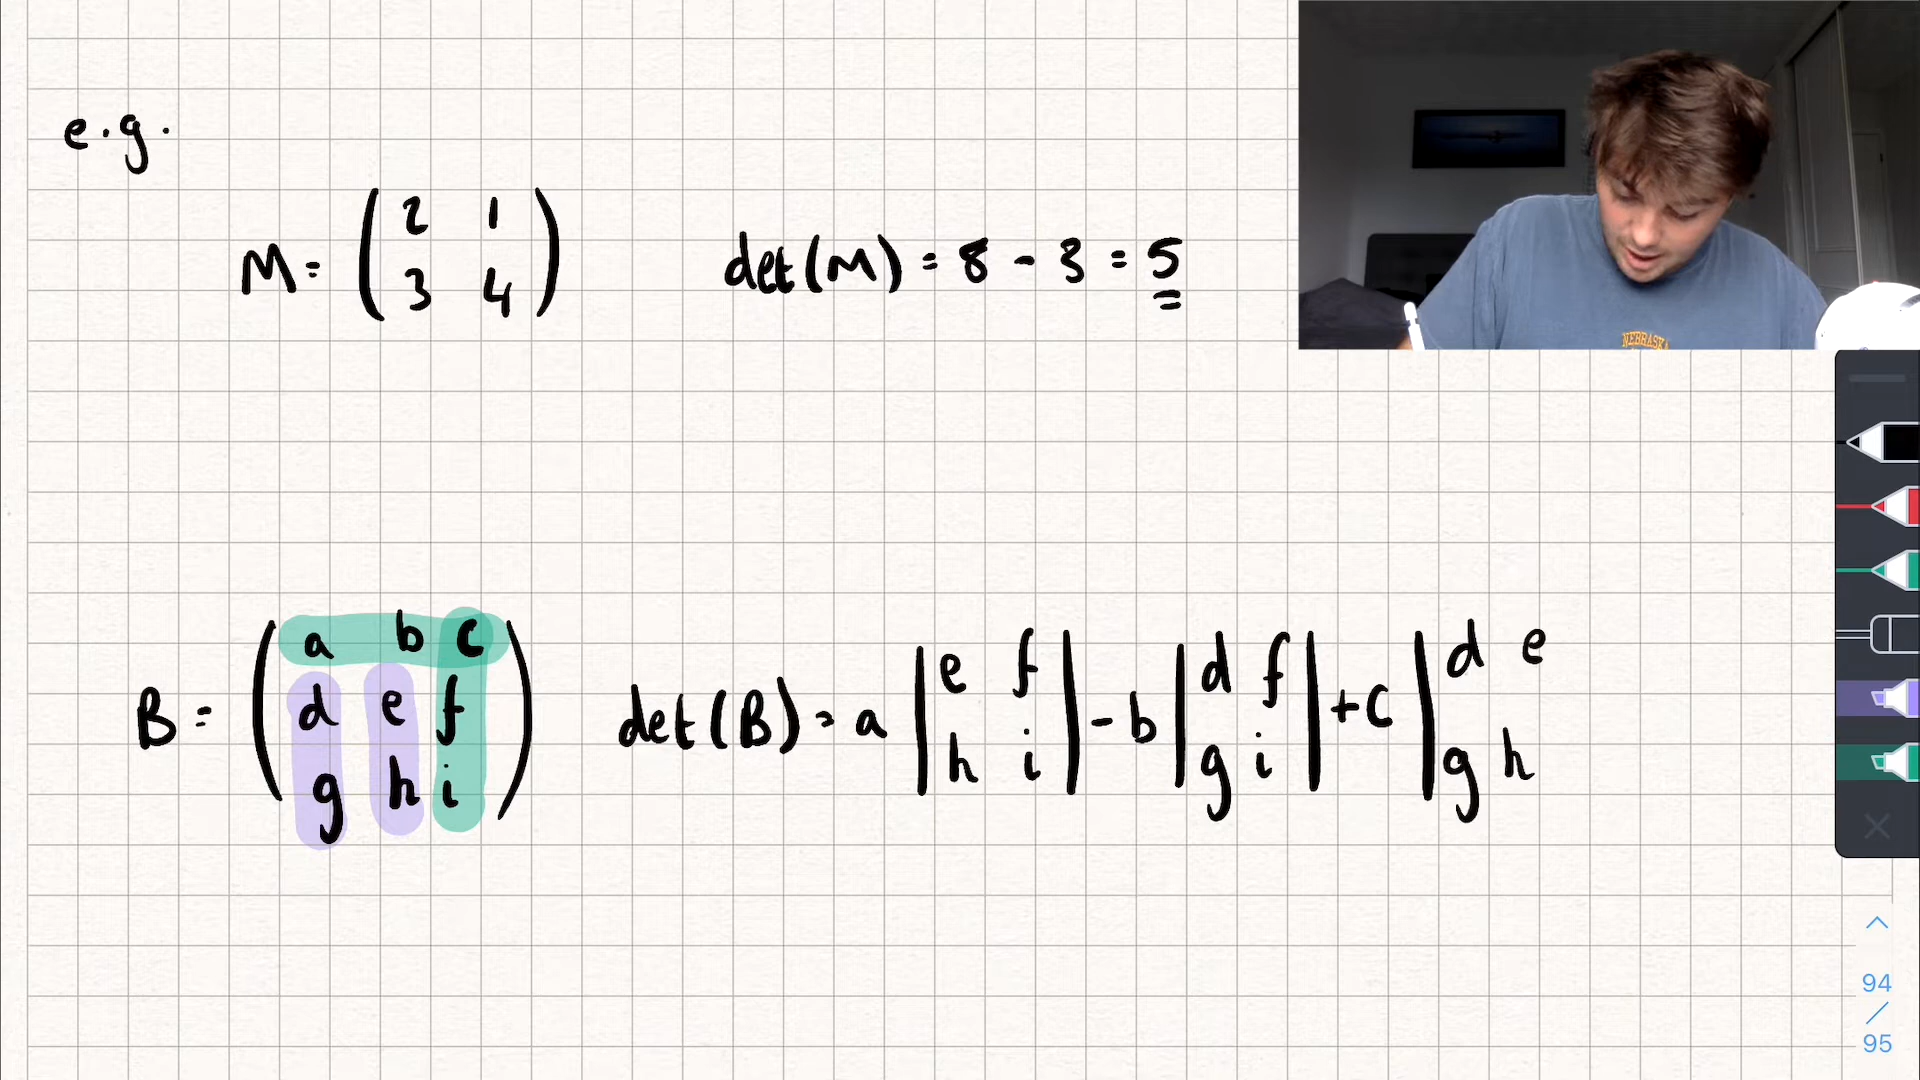 e.g.
M = ( 2 1
3 4 )
det(M) = 8 - 3 = 5
NEBRASKA
B = ( a b c
d e f
g h i )
det(B) = a | e f
h i | - b | d f
g i | + c | d e
g h
94
/
95